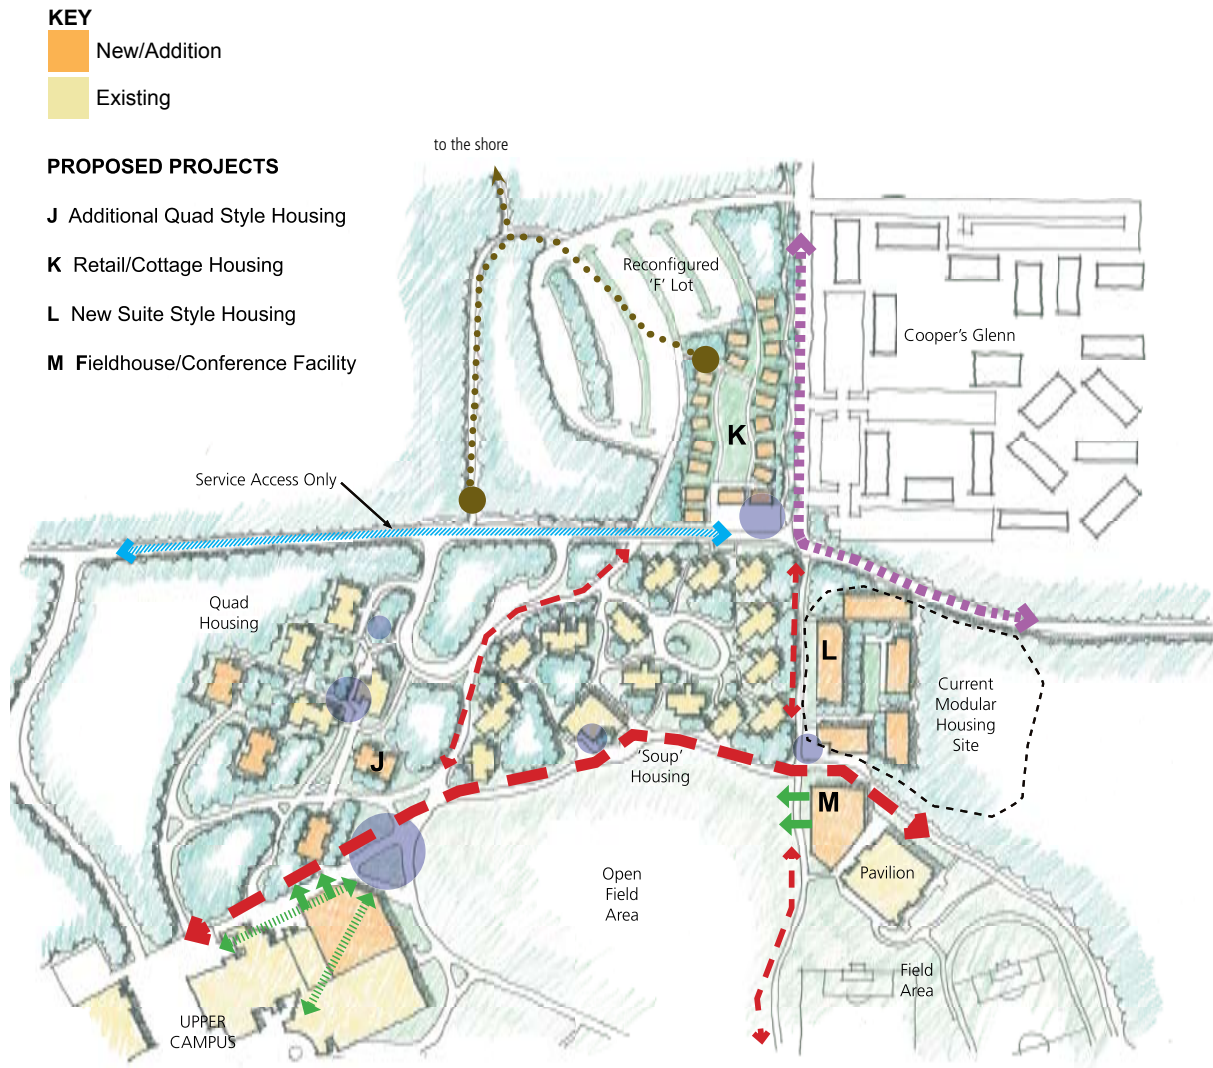 KEY
New/Addition
Existing
to the shore
PROPOSED PROJECTS
J Additional Quad Style Housing
K Retail/Cottage Housing
L New Suite Style Housing
M Fieldhouse/Conference Facility
Reconfigured
‘F’ Lot
Cooper’s Glenn
K
Service Access Only
Quad
Housing
L
Current
Modular
Housing
Site
J
‘Soup’
Housing
M
Pavilion
Open
Field
Area
Field
Area
UPPER
CAMPUS